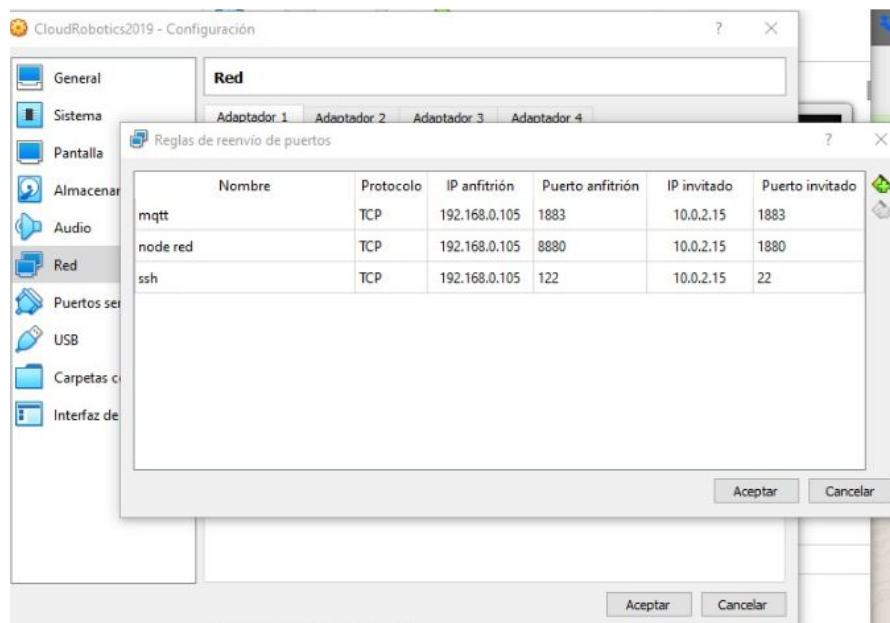 CloudRobotics2019 - Configuración ? ×
General
Red
Sistema
Adaptador 1 Adaptador 2 Adaptador 3 Adaptador 4
Reglas de reenvío de puertos ? ×
Pantalla
Nombre Protocolo IP anfitrión Puerto anfitrión IP invitado Puerto invitado
Almacenar
mqtt TCP 192.168.0.105 1883 10.0.2.15 1883
Audio
node red TCP 192.168.0.105 8880 10.0.2.15 1880
Red
ssh TCP 192.168.0.105 122 10.0.2.15 22
Puertos ser
USB
Carpetas c
Interfaz de
Aceptar Cancelar
Aceptar Cancelar